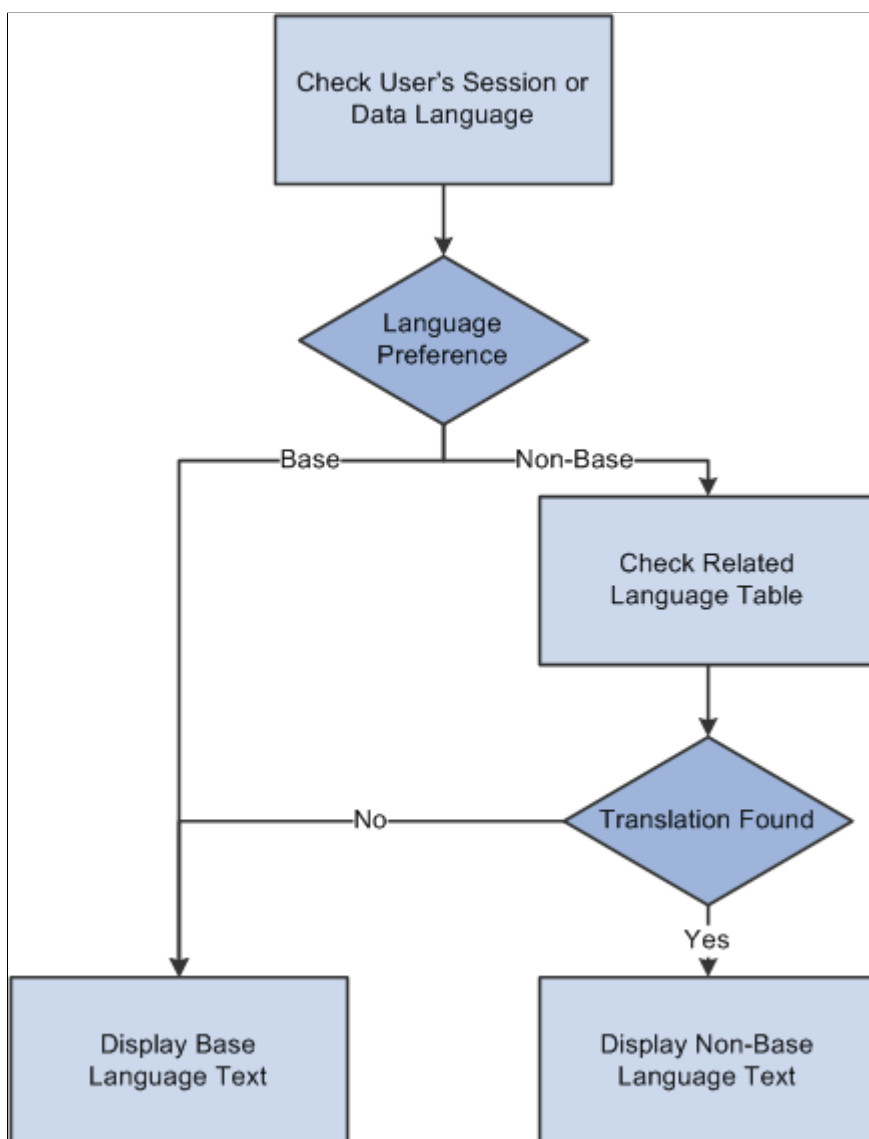 Check User's Session or
Data Language
Language
Preference
Base
Non-Base
Check Related
Language Table
No
Translation Found
Yes
Display Base
Language Text
Display Non-Base
Language Text